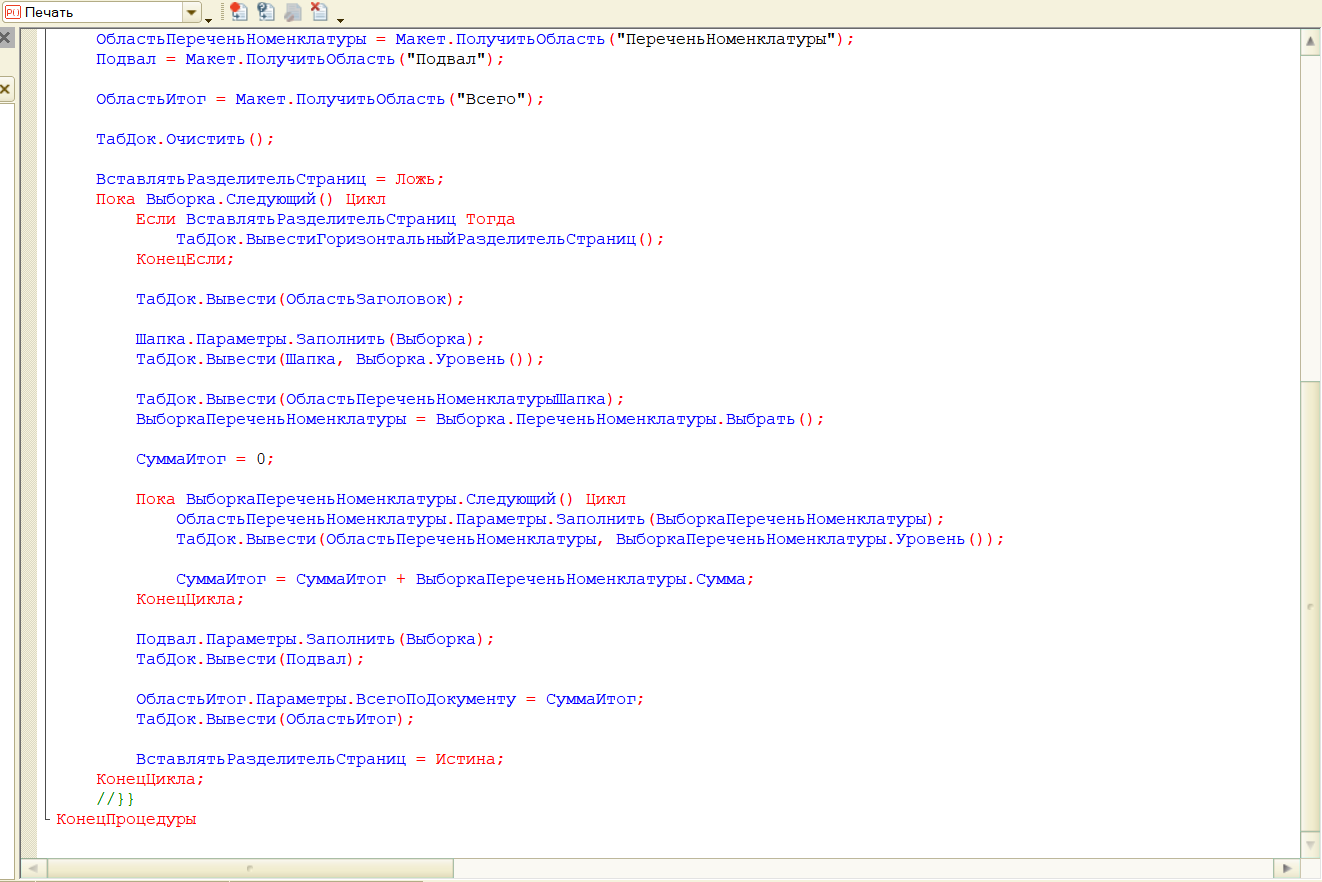 Печать
ОбластьПереченьНоменклатуры = Макет.ПолучитьОбласть("ПереченьНоменклатуры");
Подвал = Макет.ПолучитьОбласть("Подвал");
ОбластьИтог = Макет.ПолучитьОбласть("Всего");
ТабДок.Очистить();
ВставлятьРазделительСтраниц = Ложь;
Пока Выборка.Следующий() Цикл
Если ВставлятьРазделительСтраниц Тогда
ТабДок.ВывестиГоризонтальныйРазделительСтраниц();
КонецЕсли;
ТабДок.Вывести(ОбластьЗаголовок);
Шапка.Параметры.Заполнить(Выборка);
ТабДок.Вывести(Шапка, Выборка.Уровень());
ТабДок.Вывести(ОбластьПереченьНоменклатурыШапка);
ВыборкаПереченьНоменклатуры = Выборка.ПереченьНоменклатуры.Выбрать();
СуммаИтог = 0;
Пока ВыборкаПереченьНоменклатуры.Следующий() Цикл
ОбластьПереченьНоменклатуры.Параметры.Заполнить(ВыборкаПереченьНоменклатуры);
ТабДок.Вывести(ОбластьПереченьНоменклатуры, ВыборкаПереченьНоменклатуры.Уровень());
СуммаИтог = СуммаИтог + ВыборкаПереченьНоменклатуры.Сумма;
КонецЦикла;
Подвал.Параметры.Заполнить(Выборка);
ТабДок.Вывести(Подвал);
ОбластьИтог.Параметры.ВсегоПоДокументу = СуммаИтог;
ТабДок.Вывести(ОбластьИтог);
ВставлятьРазделительСтраниц = Истина;
КонецЦикла;
//}}
КонецПроцедуры